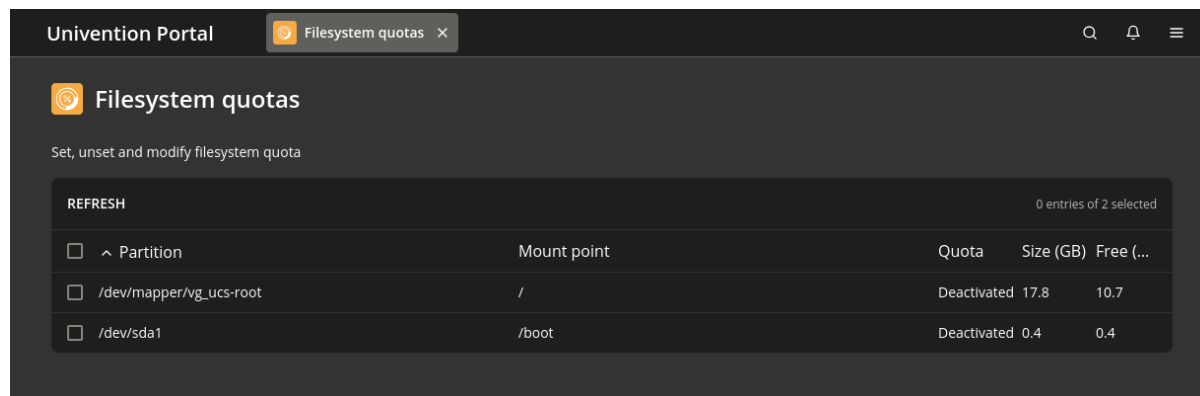 Univention Portal Filesystem quotas
Filesystem quotas
Set, unset and modify filesystem quota
REFRESH 0 entries of 2 selected
Partition Mount point Quota Size (GB) Free (...
/dev/mapper/vg_ucs-root / Deactivated 17.8 10.7
/dev/sda1 /boot Deactivated 0.4 0.4